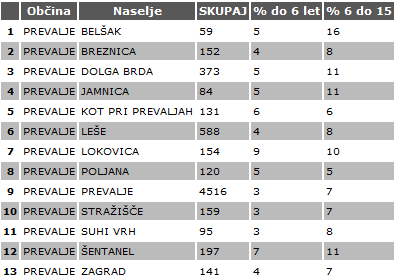 Občina Naselje SKUPAJ % do 6 let % 6 do 15
1 PREVALJE BELŠAK 59 5 16
2 PREVALJE BREZNICA 152 4 8
3 PREVALJE DOLGA BRDA 373 5 11
4 PREVALJE JAMNICA 84 5 11
5 PREVALJE KOT PRI PREVALJAH 131 6 6
6 PREVALJE LEŠE 588 4 8
7 PREVALJE LOKOVICA 154 9 10
8 PREVALJE POLJANA 120 5 5
9 PREVALJE PREVALJE 4516 3 7
10 PREVALJE STRAŽIŠČE 159 3 7
11 PREVALJE SUHI VRH 95 3 8
12 PREVALJE ŠENTANEL 197 7 11
13 PREVALJE ZAGRAD 141 4 7